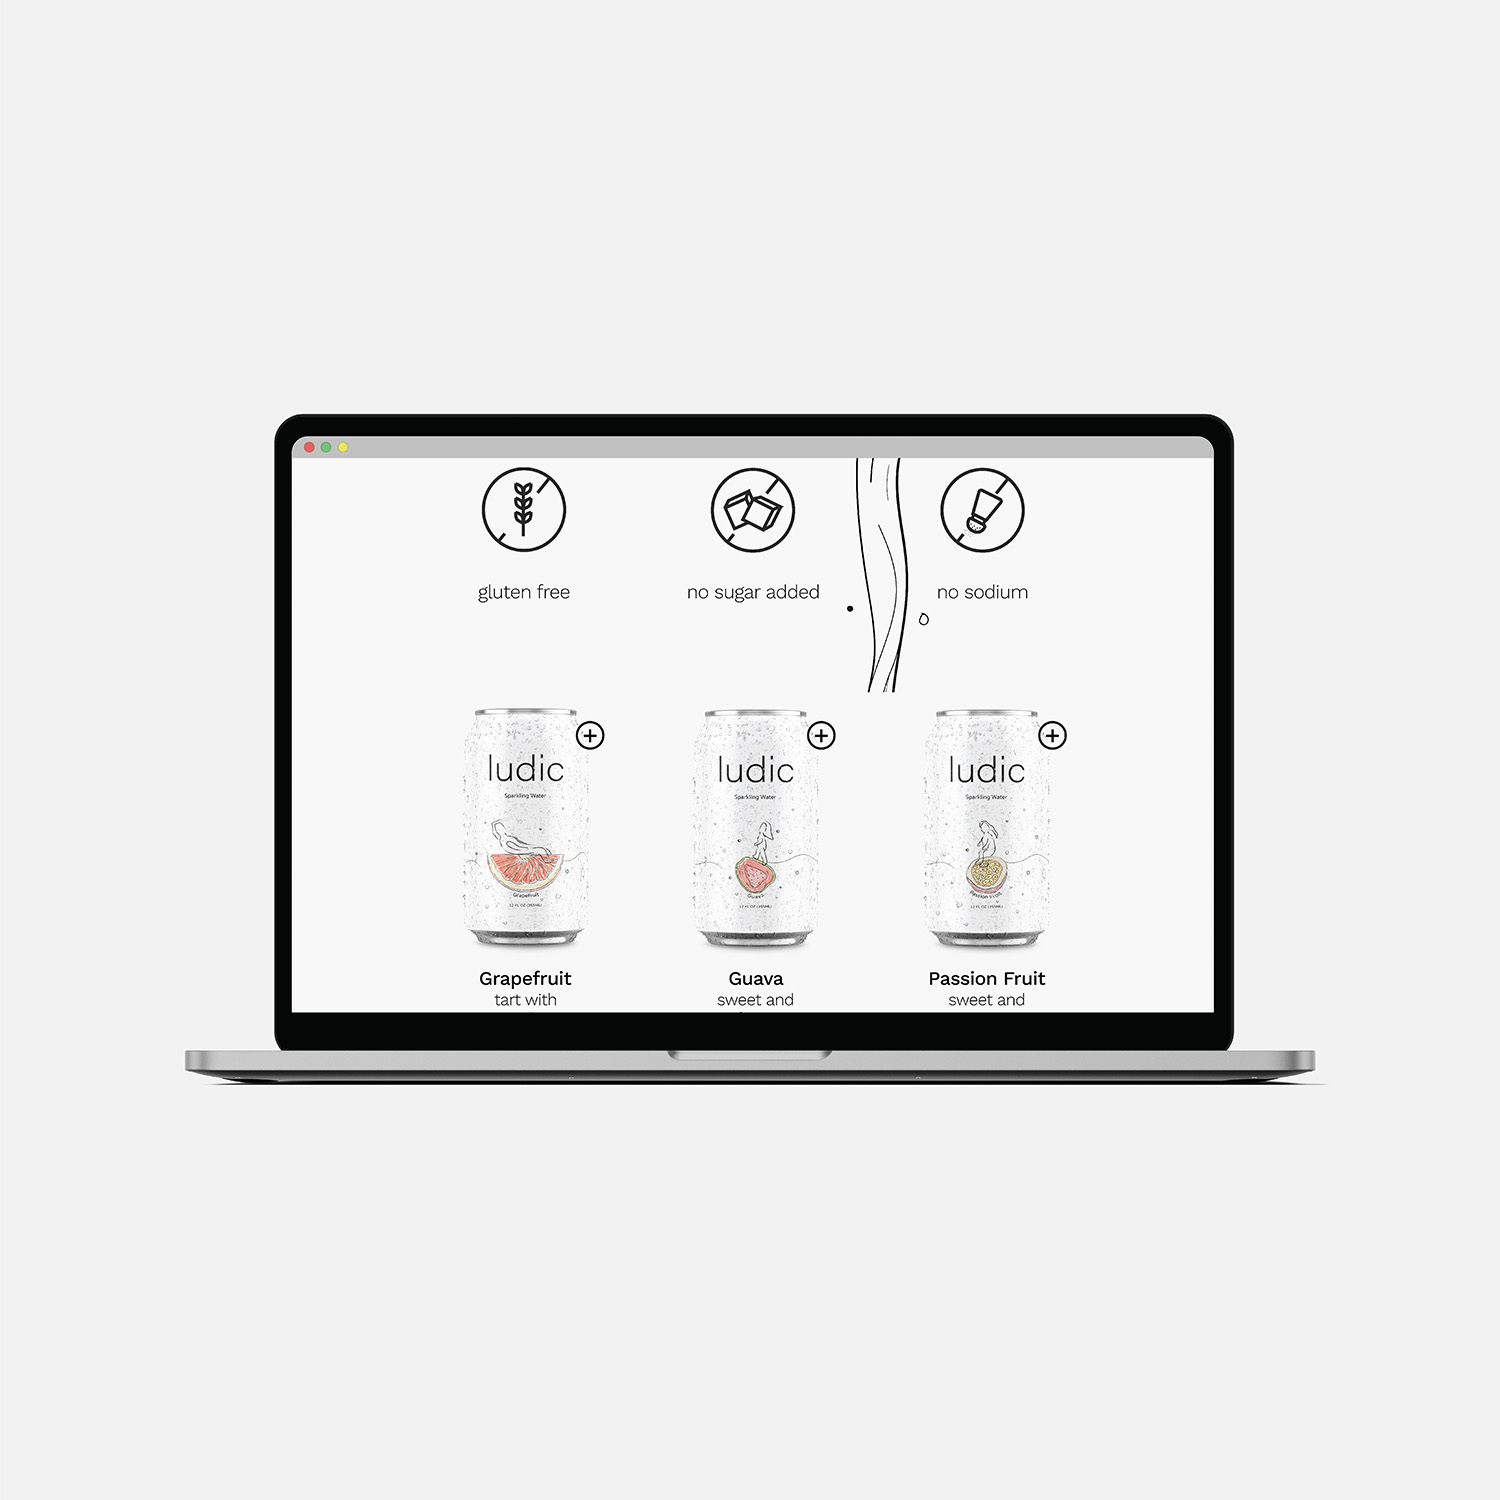 gluten free
no sugar added
no sodium
ludic
Sparkling Water
Grapefruit
12 FL OZ (355ML)
ludic
Sparkling Water
Guava
12 FL OZ (355ML)
ludic
Sparkling Water
Passion Fruit
12 FL OZ (355ML)
Grapefruit
tart with
Guava
sweet and
Passion Fruit
sweet and